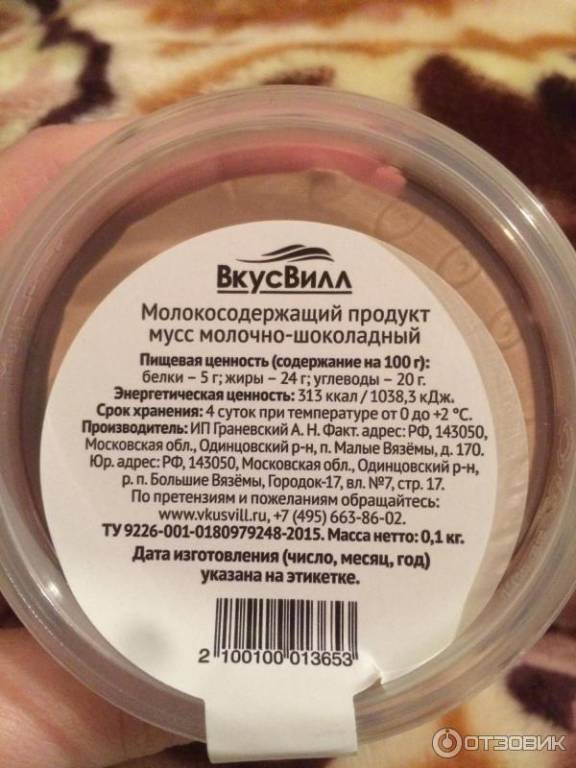 ВкусВилл
Молокосодержащий продукт
мусс молочно-шоколадный
Пищевая ценность (содержание на 100 г):
белки – 5 г; жиры – 24 г; углеводы – 20 г.
Энергетическая ценность: 313 ккал / 1038,3 кДж.
Срок хранения: 4 суток при температуре от 0 до +2 °C.
Производитель: ИП Граневский А. Н. Факт. адрес: РФ, 143050,
Московская обл., Одинцовский р-н, п. Малые Вязёмы, д. 170.
Юр. адрес: РФ, 143050, Московская обл., Одинцовский р-н,
р. п. Большие Вязёмы, Городок-17, вл. №7, стр. 17.
По претензиям и пожеланиям обращайтесь:
www.vkusvill.ru, +7 (495) 663-86-02.
ТУ 9226-001-0180979248-2015. Масса нетто: 0,1 кг.
Дата изготовления (число, месяц, год)
указана на этикетке.
2 100100 013653
ОТЗОВИК